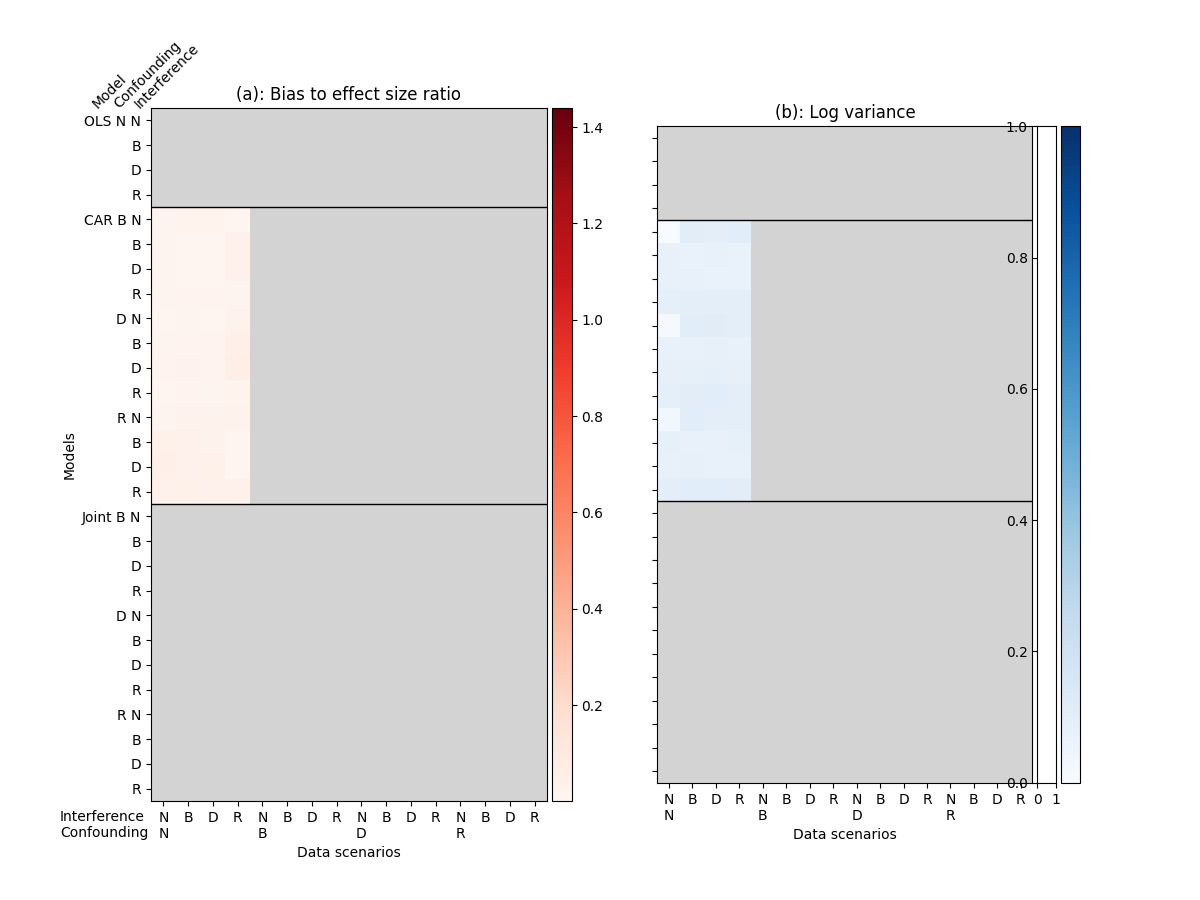 Model
Confounding
Interference
(a): Bias to effect size ratio
OLS N N
B
D
R
CAR B N
B
D
R
D N
B
D
R
R N
B
D
R
Joint B N
B
D
R
D N
B
D
R
R N
B
D
R
Models
Interference N B D R N B D R N B D R N B D R
Confounding N B D R
Data scenarios
1.4
1.2
1.0
0.8
0.6
0.4
0.2
(b): Log variance
1.0
0.8
0.6
0.4
0.2
0.0
N B D R N B D R N B D R N B D R 0 1
N B D R
Data scenarios